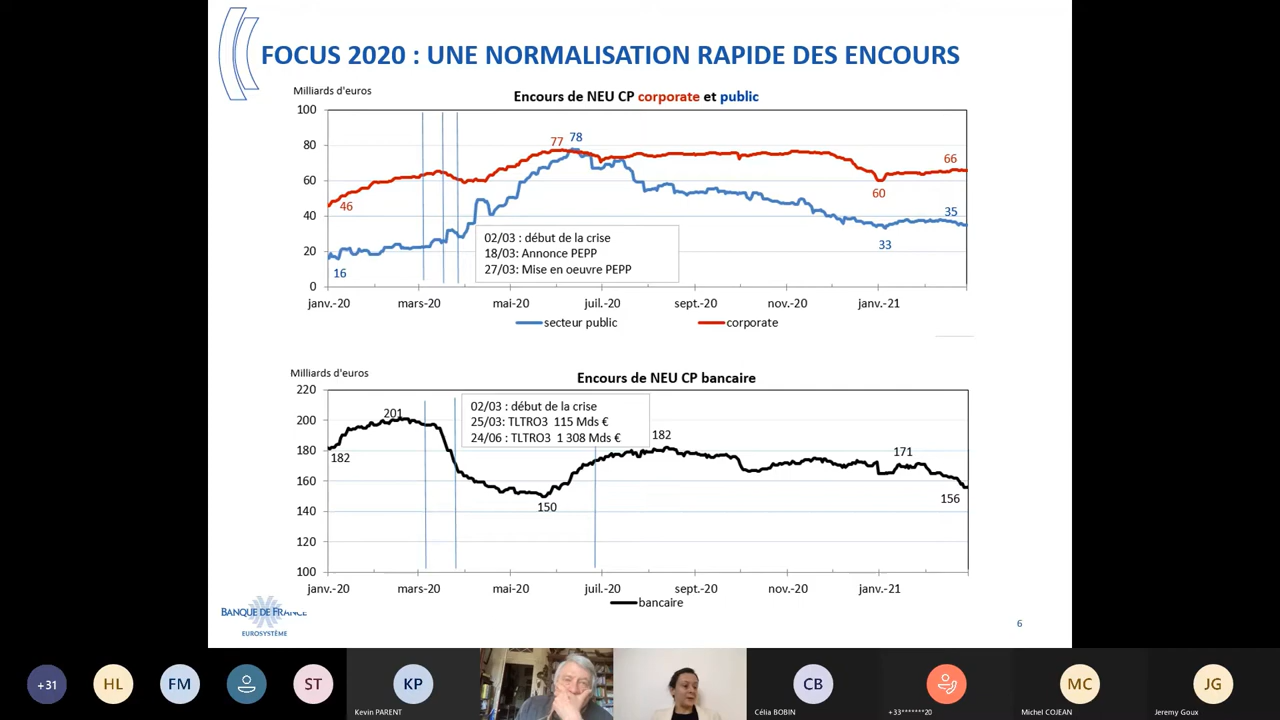 FOCUS 2020 : UNE NORMALISATION RAPIDE DES ENCOURS
Milliards d'euros
Encours de NEU CP corporate et public
100
80
60
40
20
0
77
78
46
16
60
33
66
35
02/03 : début de la crise
18/03: Annonce PEPP
27/03: Mise en oeuvre PEPP
janv.-20
mars-20
mai-20
juil.-20
sept.-20
nov.-20
janv.-21
secteur public
corporate
Milliards d'euros
Encours de NEU CP bancaire
220
200
180
160
140
120
100
201
182
150
182
171
156
02/03 : début de la crise
25/03: TLTRO3 115 Mds €
24/06 : TLTRO3 1 308 Mds €
janv.-20
mars-20
mai-20
juil.-20
sept.-20
nov.-20
janv.-21
bancaire
BANQUE DE FRANCE
EUROSYSTÈME
6
+31
HL
FM
ST
KP
Kevin PARENT
CB
Célia BOBIN
+33*******20
MC
Michel COJEAN
JG
Jeremy Goux